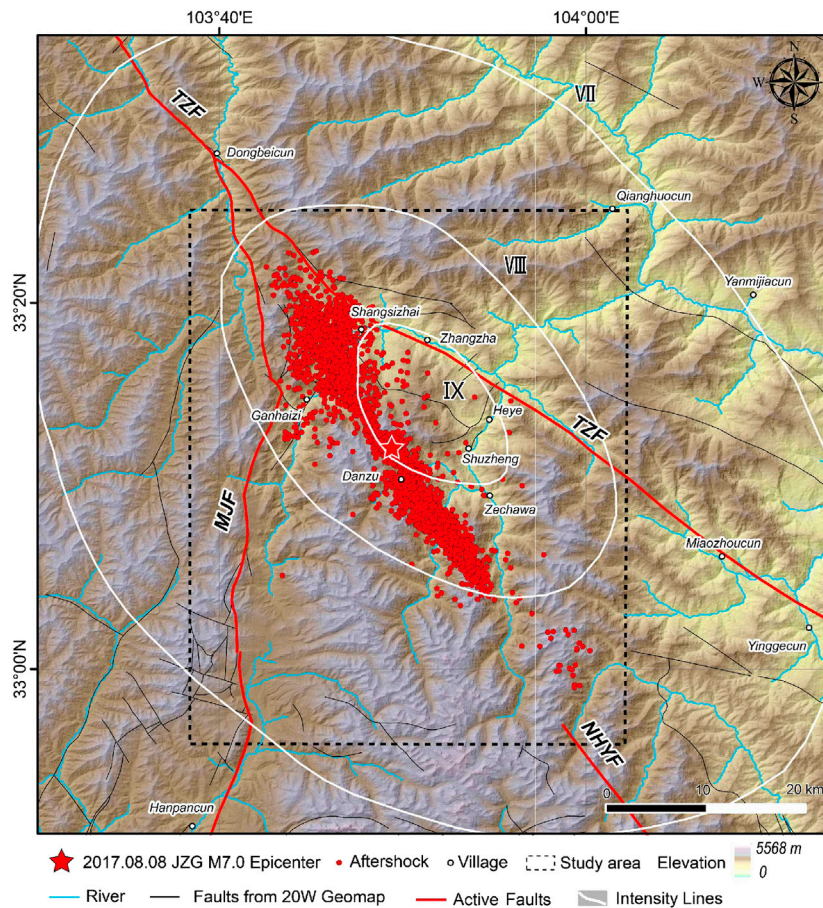 103°40'E 104°00'E
N
W E
S
VII
TZF
Dongbeicun
Qianghuocun
VIII
Yanmijiacun
33°20'N
Shangsizhai
Zhangzha
IX
Ganhaizi
Heye
TZF
Shuzheng
Danzu
Zechawa
MJF
Miaozhoucun
Yinggecun
33°00'N
NHYF
Hanpancun
0 10 20 km
2017.08.08 JZG M7.0 Epicenter Aftershock Village Study area Elevation 5568 m
0
River Faults from 20W Geomap Active Faults Intensity Lines